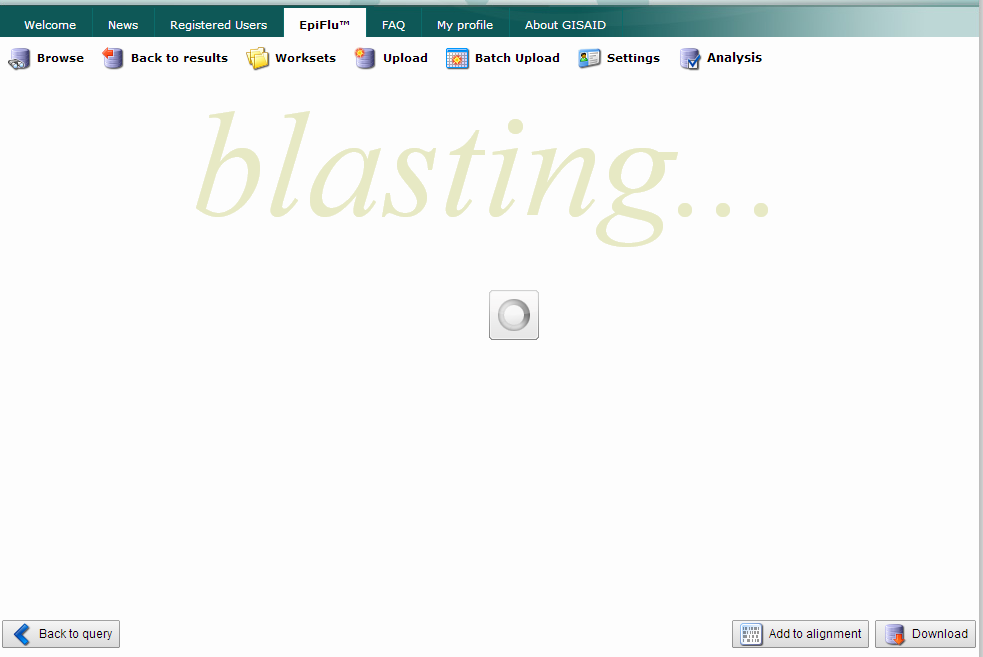 Welcome News Registered Users EpiFlu™ FAQ My profile About GISAID
Browse Back to results Worksets Upload Batch Upload Settings Analysis
blasting...
Back to query Add to alignment Download